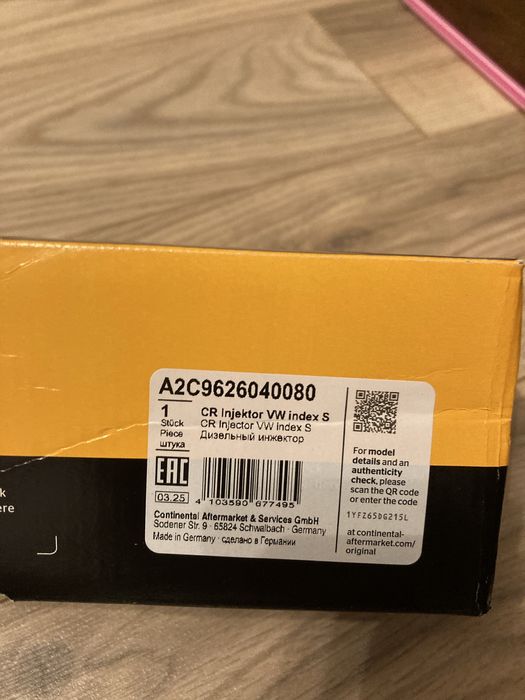 A2C9626040080
1
Stück
Piece
штука
CR Injektor VW index S
CR Injector VW index S
Дизельный инжектор
EAC
03.25
4 103590 677495
Continental Aftermarket & Services GmbH
Sodener Str. 9 · 65824 Schwalbach · Germany
Made in Germany · сделано в Германии
For model
details and an
authenticity
check, please
scan the QR code
or enter the code
1YFZ65DG215L
at continental-
aftermarket.com/
original
k
ere